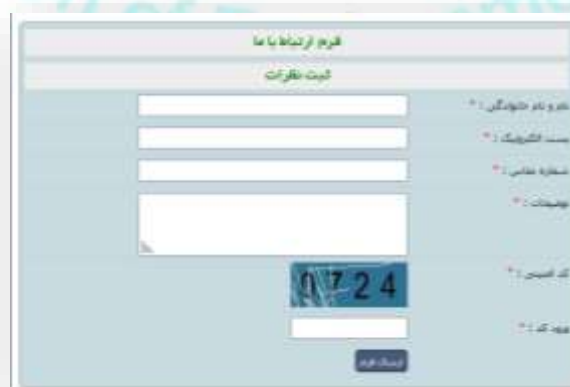 فرم ارتباط با ما
ثبت نظرات
نام و نام خانوادگی : *
پست الکترونیک : *
شماره تماس : *
توضیحات : *
کد امنیتی : *
0724
ورود کد : *
ارسال فرم